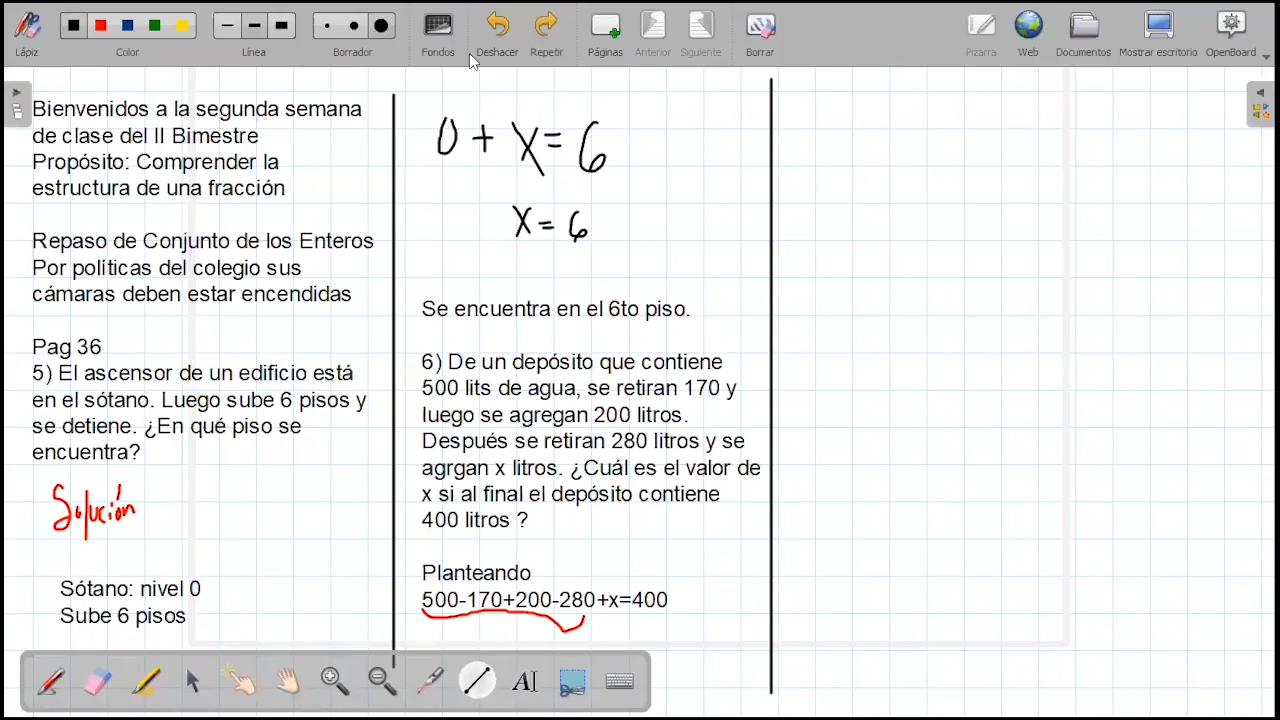 Lápiz
Color
Línea
Borrador
Fondos
Deshacer
Repetir
Páginas
Anterior
Siguiente
Borrar
Pizarra
Web
Documentos
Mostrar escritorio
OpenBoard
Bienvenidos a la segunda semana
de clase del II Bimestre
Propósito: Comprender la
estructura de una fracción
Repaso de Conjunto de los Enteros
Por políticas del colegio sus
cámaras deben estar encendidas
Pag 36
5) El ascensor de un edificio está
en el sótano. Luego sube 6 pisos y
se detiene. ¿En qué piso se
encuentra?
Solución
Sótano: nivel 0
Sube 6 pisos
0 + x = 6
x = 6
Se encuentra en el 6to piso.
6) De un depósito que contiene
500 lits de agua, se retiran 170 y
luego se agregan 200 litros.
Después se retiran 280 litros y se
agrgan x litros. ¿Cuál es el valor de
x si al final el depósito contiene
400 litros ?
Planteando
500-170+200-280+x=400
AI